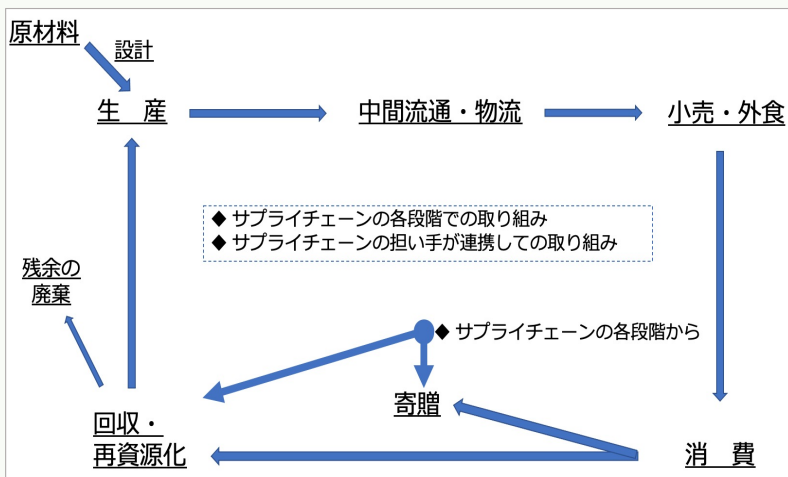 原材料
設計
生　産
中間流通・物流
小売・外食
◆ サプライチェーンの各段階での取り組み
◆ サプライチェーンの担い手が連携しての取り組み
残余の
廃棄
◆ サプライチェーンの各段階から
寄贈
回収・
再資源化
消　費